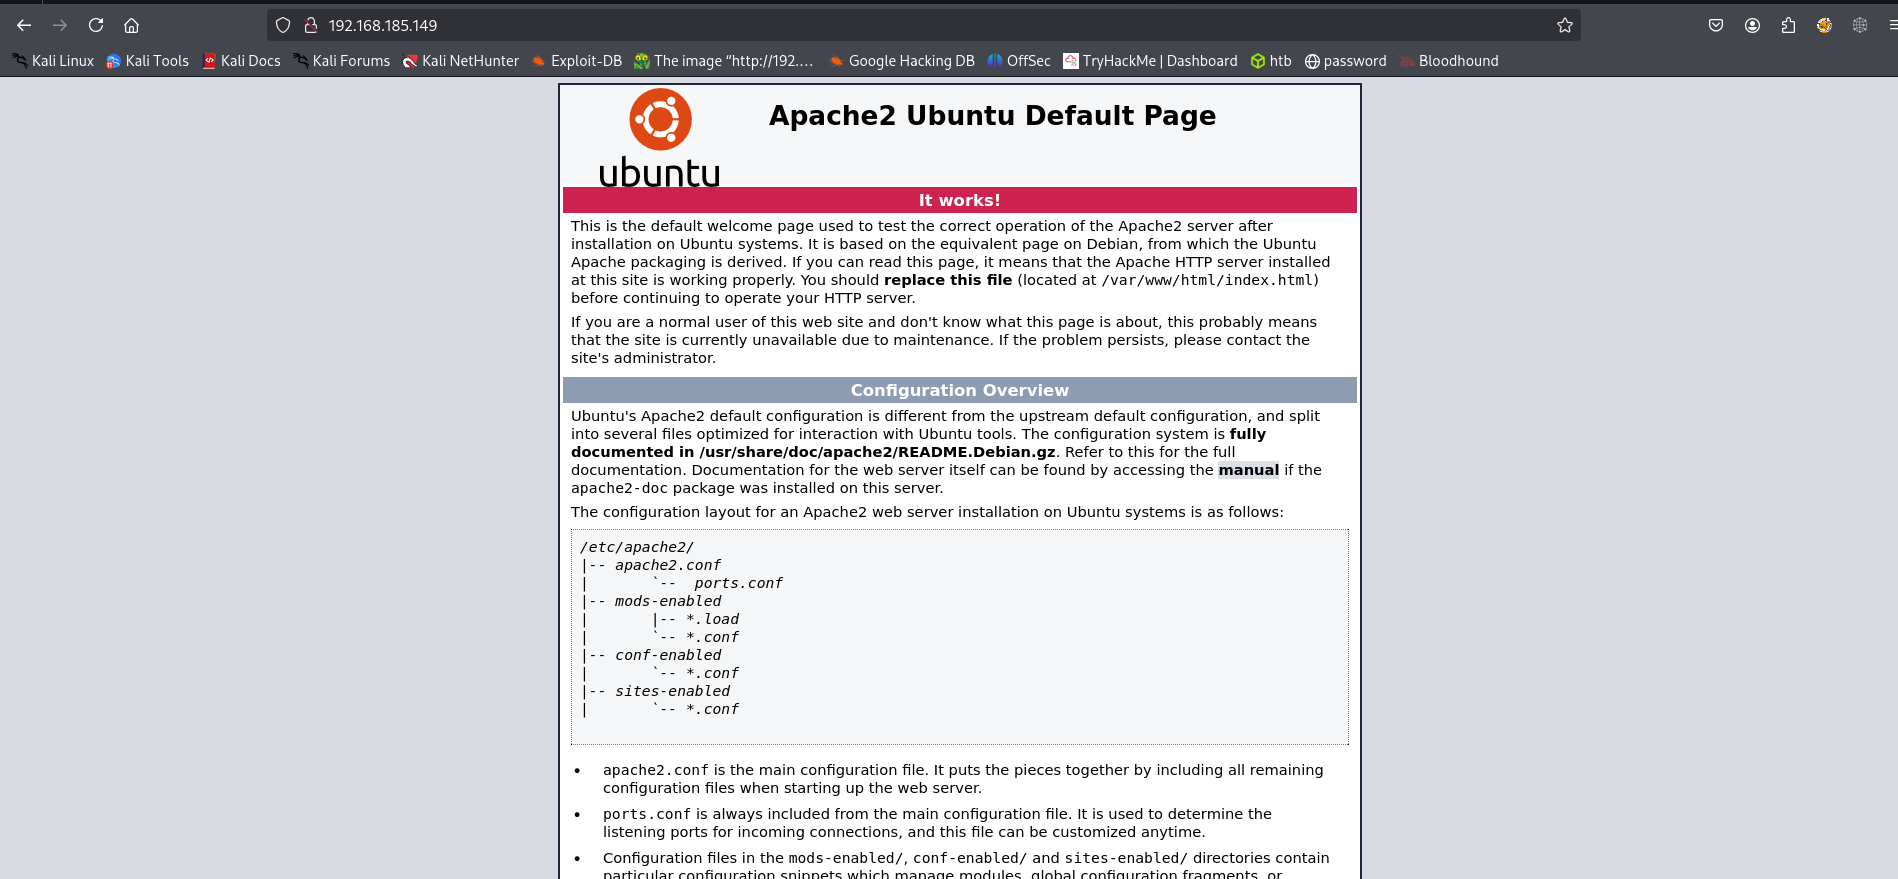 192.168.185.149
Kali Linux Kali Tools Kali Docs Kali Forums Kali NetHunter Exploit-DB The image “http://192.... Google Hacking DB OffSec TryHackMe | Dashboard htb password Bloodhound
Apache2 Ubuntu Default Page
ubuntu
It works!
This is the default welcome page used to test the correct operation of the Apache2 server after
installation on Ubuntu systems. It is based on the equivalent page on Debian, from which the Ubuntu
Apache packaging is derived. If you can read this page, it means that the Apache HTTP server installed
at this site is working properly. You should replace this file (located at /var/www/html/index.html)
before continuing to operate your HTTP server.
If you are a normal user of this web site and don't know what this page is about, this probably means
that the site is currently unavailable due to maintenance. If the problem persists, please contact the
site's administrator.
Configuration Overview
Ubuntu's Apache2 default configuration is different from the upstream default configuration, and split
into several files optimized for interaction with Ubuntu tools. The configuration system is fully
documented in /usr/share/doc/apache2/README.Debian.gz. Refer to this for the full
documentation. Documentation for the web server itself can be found by accessing the manual if the
apache2-doc package was installed on this server.
The configuration layout for an Apache2 web server installation on Ubuntu systems is as follows:
/etc/apache2/
|-- apache2.conf
|       `--  ports.conf
|-- mods-enabled
|       |-- *.load
|       `-- *.conf
|-- conf-enabled
|       `-- *.conf
|-- sites-enabled
|       `-- *.conf
• apache2.conf is the main configuration file. It puts the pieces together by including all remaining
configuration files when starting up the web server.
• ports.conf is always included from the main configuration file. It is used to determine the
listening ports for incoming connections, and this file can be customized anytime.
• Configuration files in the mods-enabled/, conf-enabled/ and sites-enabled/ directories contain
particular configuration snippets which manage modules, global configuration fragments, or